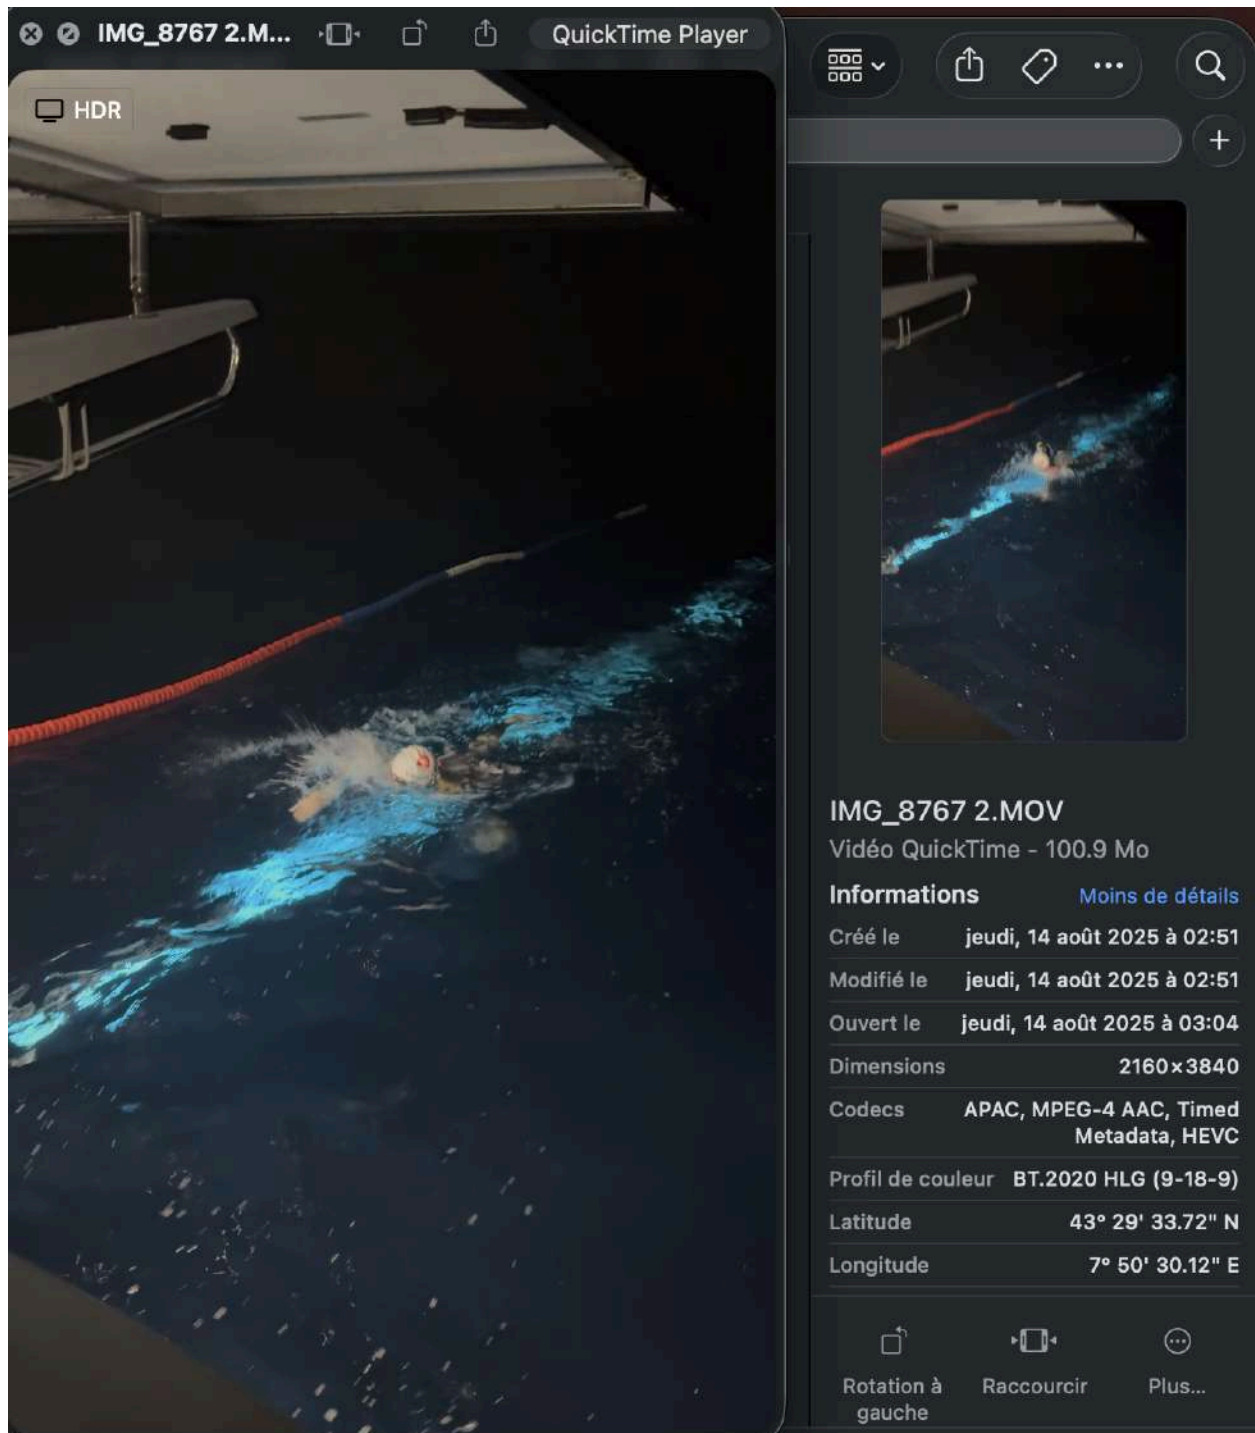 IMG_8767 2.M...
QuickTime Player
HDR
IMG_8767 2.MOV
Vidéo QuickTime - 100.9 Mo
Informations
Moins de détails
Créé le jeudi, 14 août 2025 à 02:51
Modifié le jeudi, 14 août 2025 à 02:51
Ouvert le jeudi, 14 août 2025 à 03:04
Dimensions 2160×3840
Codecs APAC, MPEG-4 AAC, Timed
Metadata, HEVC
Profil de couleur BT.2020 HLG (9-18-9)
Latitude 43° 29' 33.72" N
Longitude 7° 50' 30.12" E
Rotation à
gauche
Raccourcir
Plus...